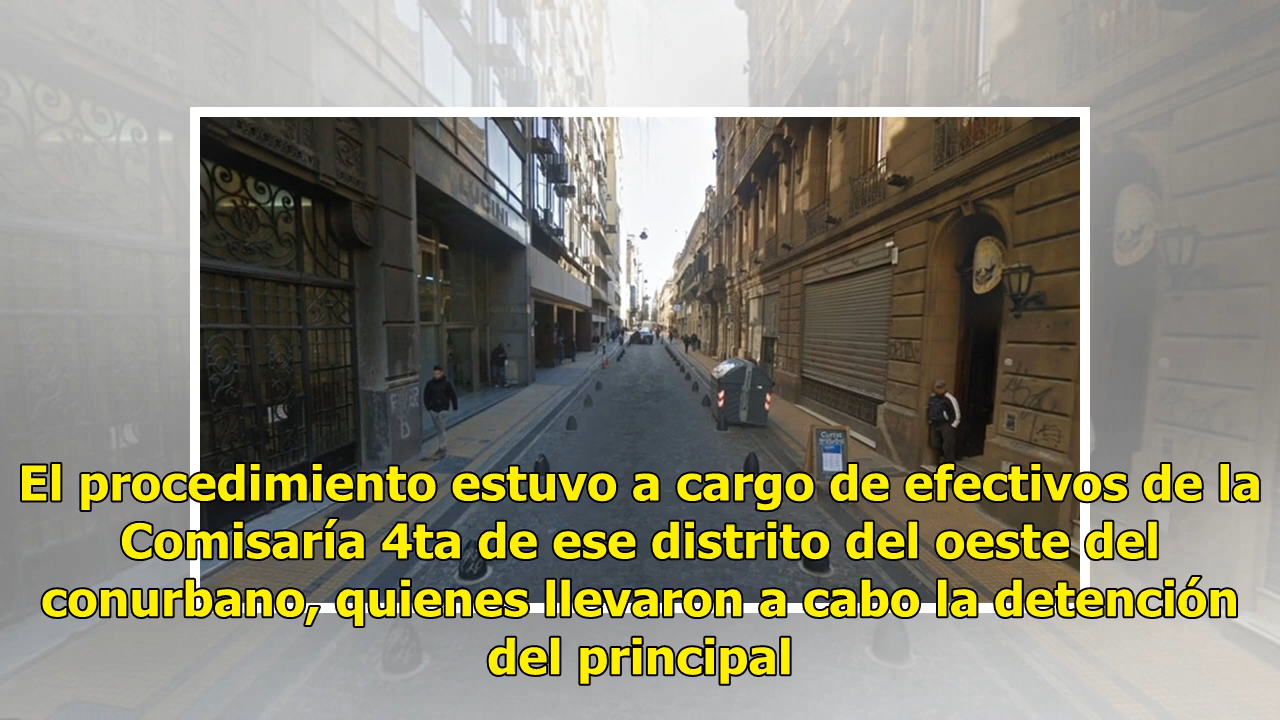 LUCINI
El procedimiento estuvo a cargo de efectivos de la
Comisaría 4ta de ese distrito del oeste del
conurbano, quienes llevaron a cabo la detención
del principal